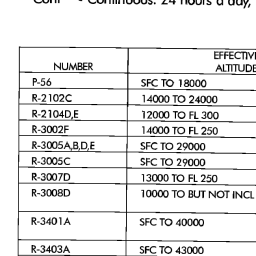 Cont - Continuous: 24 hours a day,
EFFECTIV
NUMBER ALTITUDE
P-56 SFC TO 18000
R-2102C 14000 TO 24000
R-2104D,E 12000 TO FL 300
R-3002F 14000 TO FL 250
R-3005A,B,D,E SFC TO 29000
R-3005C SFC TO 29000
R-3007D 13000 TO FL 250
R-3008D 10000 TO BUT NOT INCL
R-3401A SFC TO 40000
R-3403A SFC TO 43000